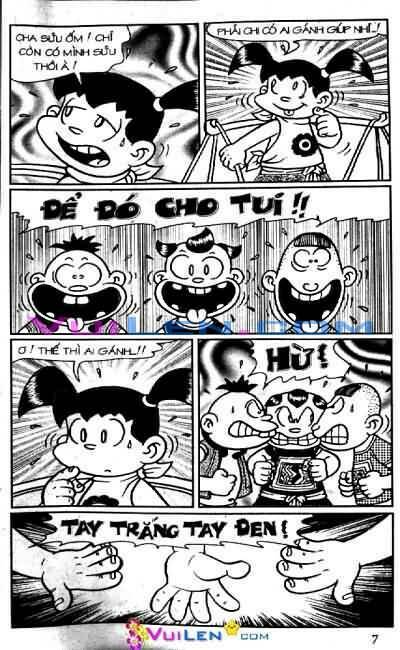 CHA SỬU ỐM ! CHỈ
CÒN CÓ MÌNH SỬU
THÔI À !
PHẢI CHI CÓ AI GÁNH GIÚP NHỈ...!
ĐỂ ĐÓ CHO TUI !!
VuiLEN.COM
Ơ ! THẾ THÌ AI GÁNH...!!
HỪ !
TAY TRẮNG TAY ĐEN !
7
VuiLen.com